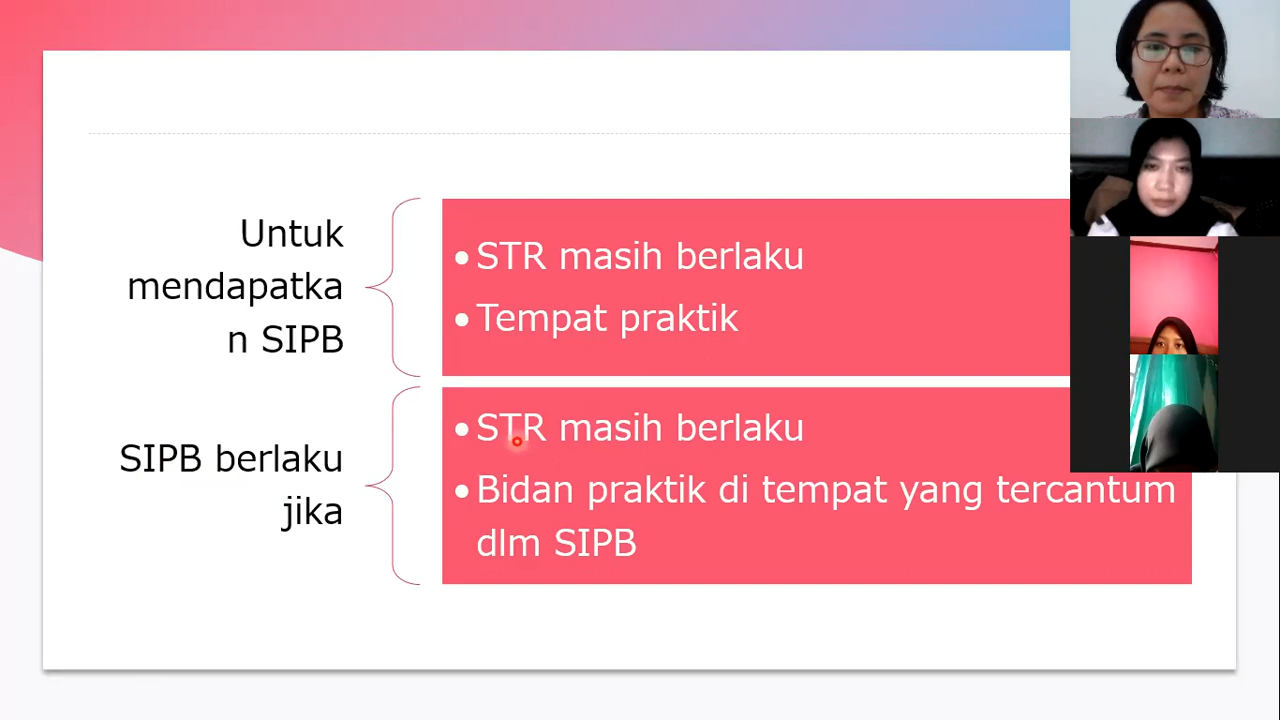 Untuk
mendapatka
n SIPB
• STR masih berlaku
• Tempat praktik
SIPB berlaku
jika
• STR masih berlaku
• Bidan praktik di tempat yang tercantum
dlm SIPB